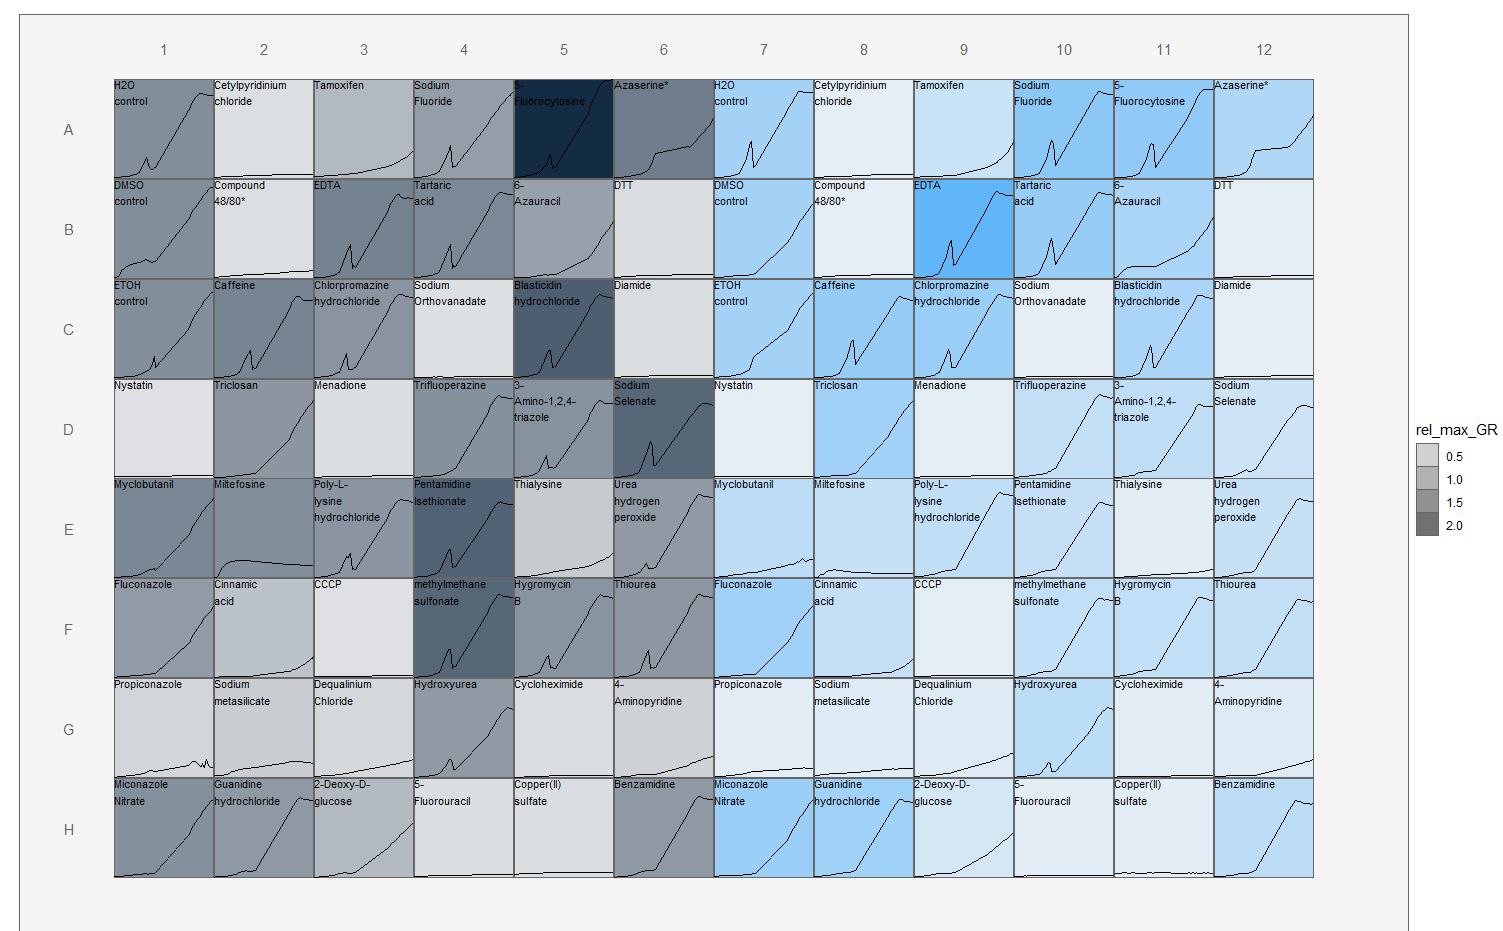 1 2 3 4 5 6 7 8 9 10 11 12
A
H2O
control
Cetylpyridinium
chloride
Tamoxifen
Sodium
Fluoride
5-
Fluorocytosine
Azaserine*
H2O
control
Cetylpyridinium
chloride
Tamoxifen
Sodium
Fluoride
5-
Fluorocytosine
Azaserine*
B
DMSO
control
Compound
48/80*
EDTA
Tartaric
acid
6-
Azauracil
DTT
DMSO
control
Compound
48/80*
EDTA
Tartaric
acid
6-
Azauracil
DTT
C
ETOH
control
Caffeine
Chlorpromazine
hydrochloride
Sodium
Orthovanadate
Blasticidin
hydrochloride
Diamide
ETOH
control
Caffeine
Chlorpromazine
hydrochloride
Sodium
Orthovanadate
Blasticidin
hydrochloride
Diamide
D
Nystatin
Triclosan
Menadione
Trifluoperazine
3-
Amino-1,2,4-
triazole
Sodium
Selenate
Nystatin
Triclosan
Menadione
Trifluoperazine
3-
Amino-1,2,4-
triazole
Sodium
Selenate
E
Myclobutanil
Miltefosine
Poly-L-
lysine
hydrochloride
Pentamidine
Isethionate
Thialysine
Urea
hydrogen
peroxide
Myclobutanil
Miltefosine
Poly-L-
lysine
hydrochloride
Pentamidine
Isethionate
Thialysine
Urea
hydrogen
peroxide
F
Fluconazole
Cinnamic
acid
CCCP
methylmethane
sulfonate
Hygromycin
B
Thiourea
Fluconazole
Cinnamic
acid
CCCP
methylmethane
sulfonate
Hygromycin
B
Thiourea
G
Propiconazole
Sodium
metasilicate
Dequalinium
Chloride
Hydroxyurea
Cycloheximide
4-
Aminopyridine
Propiconazole
Sodium
metasilicate
Dequalinium
Chloride
Hydroxyurea
Cycloheximide
4-
Aminopyridine
H
Miconazole
Nitrate
Guanidine
hydrochloride
2-Deoxy-D-
glucose
5-
Fluorouracil
Copper(II)
sulfate
Benzamidine
Miconazole
Nitrate
Guanidine
hydrochloride
2-Deoxy-D-
glucose
5-
Fluorouracil
Copper(II)
sulfate
Benzamidine
rel_max_GR
0.5
1.0
1.5
2.0